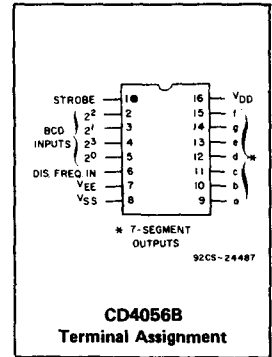 STROBE 1 16 VDD
2² 2 15 f
BCD 2¹ 3 14 g
INPUTS 2³ 4 13 e
2⁰ 5 12 d *
DIS. FREQ. IN 6 11 c
VEE 7 10 b
VSS 8 9 a
* 7-SEGMENT
OUTPUTS
92CS-24487
CD4056B
Terminal Assignment